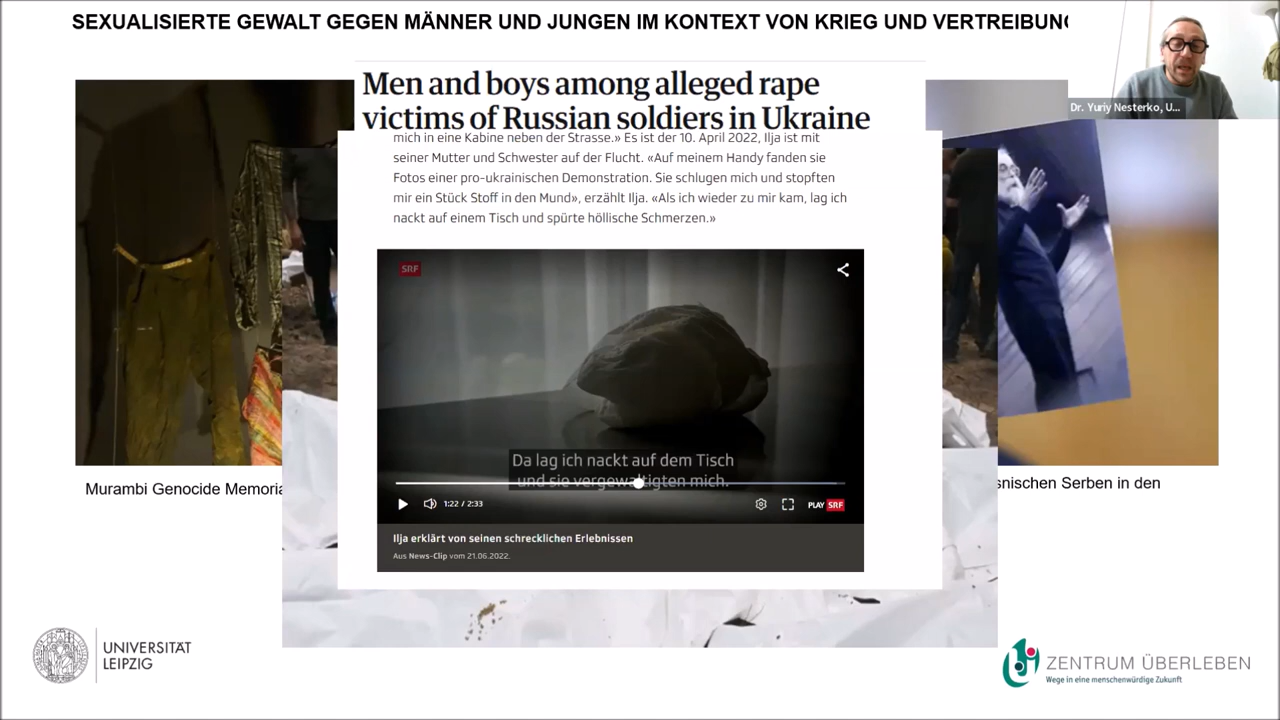 SEXUALISIERTE GEWALT GEGEN MÄNNER UND JUNGEN IM KONTEXT VON KRIEG UND VERTREIBUNG
Dr. Yuriy Nesterko, U...
Men and boys among alleged rape
victims of Russian soldiers in Ukraine
mich in eine Kabine neben der Strasse.» Es ist der 10. April 2022, Ilja ist mit
seiner Mutter und Schwester auf der Flucht. «Auf meinem Handy fanden sie
Fotos einer pro-ukrainischen Demonstration. Sie schlugen mich und stopften
mir ein Stück Stoff in den Mund», erzählt Ilja. «Als ich wieder zu mir kam, lag ich
nackt auf einem Tisch und spürte höllische Schmerzen.»
SRF
Da lag ich nackt auf dem Tisch
und sie vergewaltigten mich.
1:22 / 2:33
PLAY SRF
Ilja erklärt von seinen schrecklichen Erlebnissen
Aus News-Clip vom 21.06.2022.
Murambi Genocide Memoria
snischen Serben in den
UNIVERSITÄT
LEIPZIG
ZENTRUM ÜBERLEBEN
Wege in eine menschenwürdige Zukunft